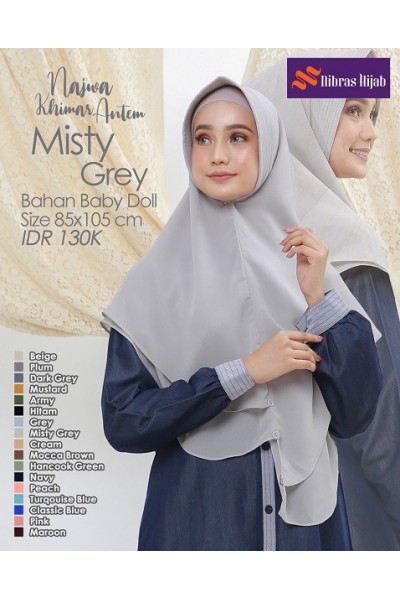 Nibras Hijab
Najwa
Khimar Antem
Misty
Grey
Bahan Baby Doll
Size 85x105 cm
IDR 130K
Beige
Plum
Dark Grey
Mustard
Army
Hitam
Grey
Misty Grey
Cream
Mocca Brown
Hancook Green
Navy
Peach
Turqouise Blue
Classic Blue
Pink
Maroon